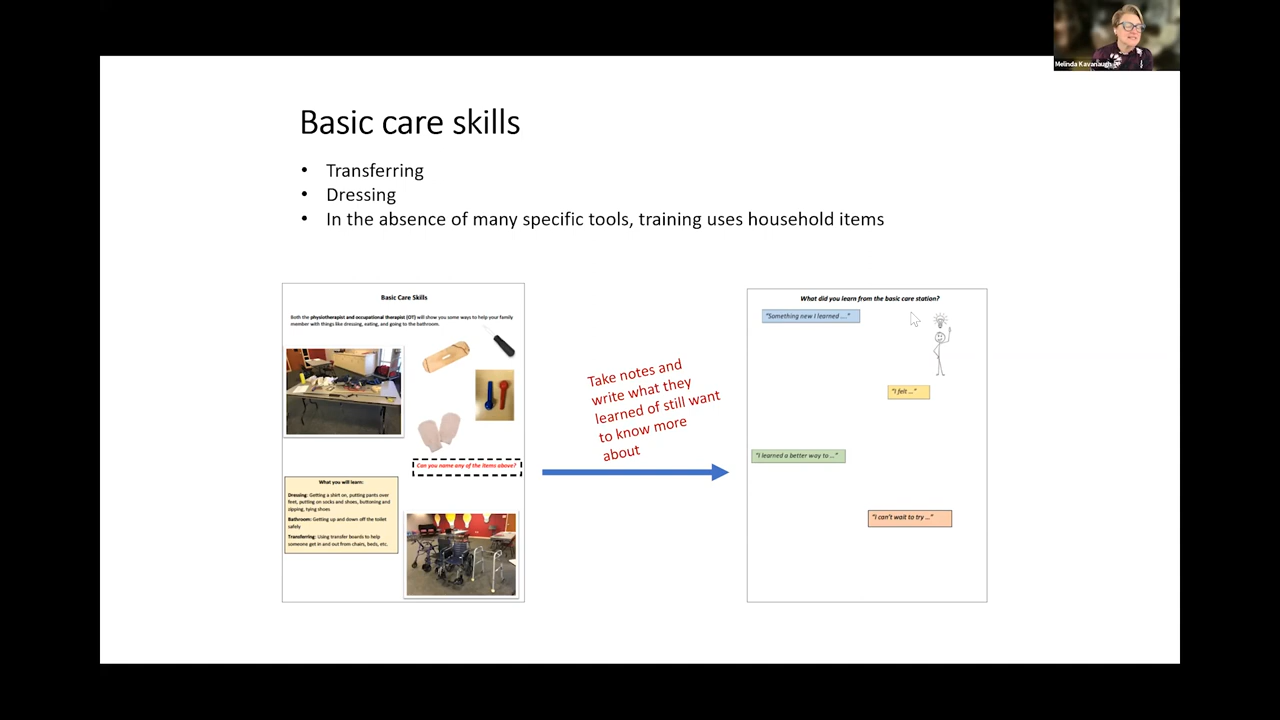 Melinda Kavanaugh
Basic care skills
• Transferring
• Dressing
• In the absence of many specific tools, training uses household items
Basic Care Skills
Both the physiotherapist and occupational therapist (OT) will show you some ways to help your family
member with things like dressing, eating, and going to the bathroom.
Can you name any of the items above?
What you will learn:
Dressing: Getting a shirt on, putting pants over
feet, putting on socks and shoes, buttoning and
zipping, tying shoes
Bathroom: Getting up and down off the toilet
safely
Transferring: Using transfer boards to help
someone get in and out from chairs, beds, etc.
Take notes and
write what they
learned of still want
to know more
about
What did you learn from the basic care station?
"Something new I learned ...."
"I felt ..."
"I learned a better way to ..."
"I can't wait to try ..."